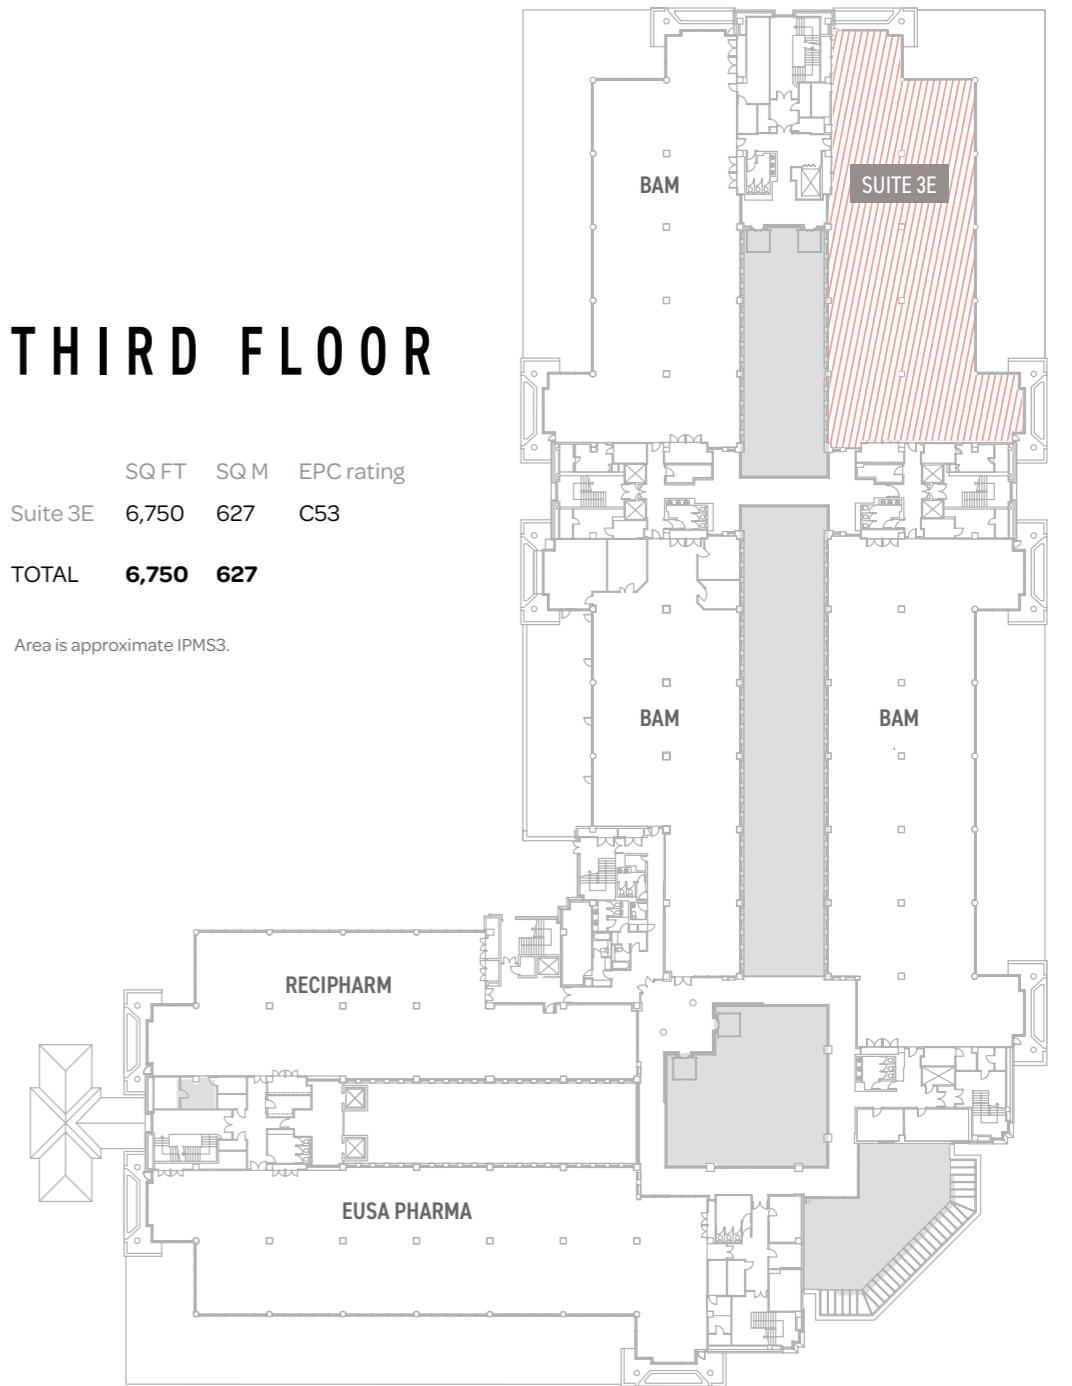 THIRD FLOOR
SQ FT SQ M EPC rating
Suite 3E 6,750 627 C53
TOTAL 6,750 627
Area is approximate IPMS3.
BAM
SUITE 3E
BAM
BAM
RECIPHARM
EUSA PHARMA